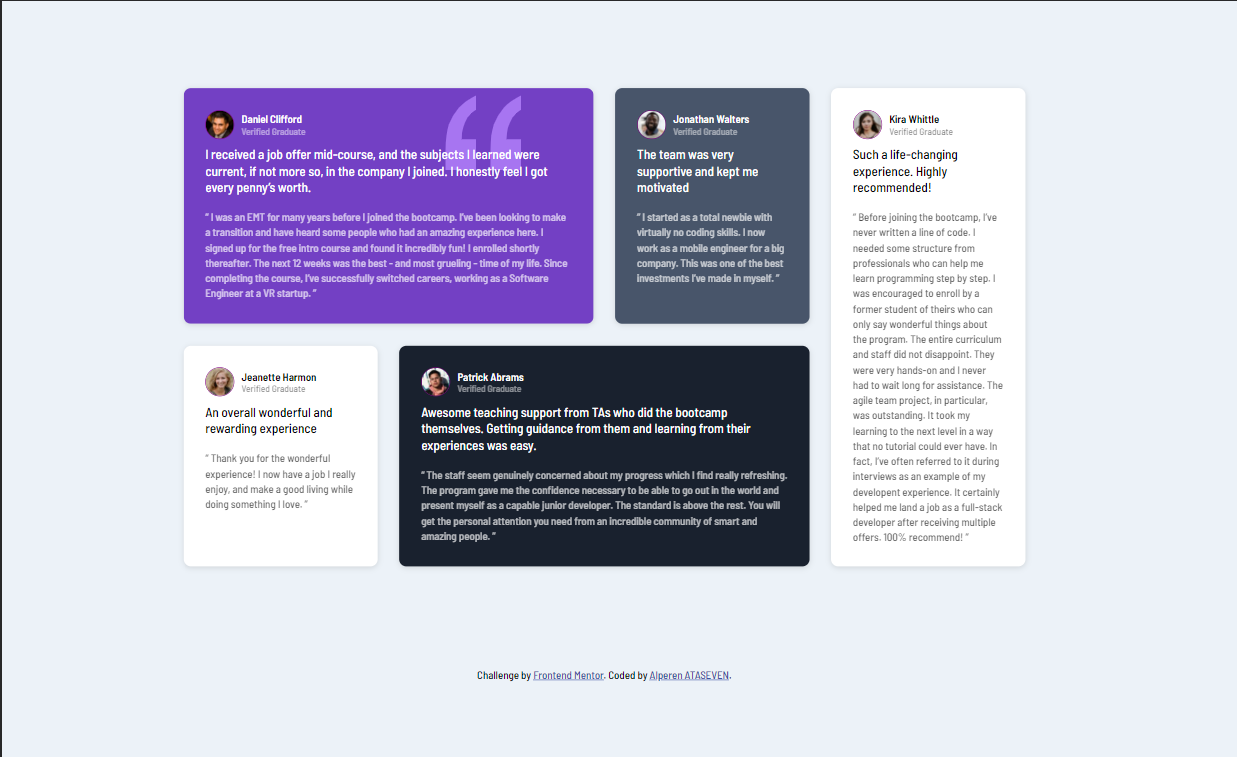 Daniel Clifford
Verified Graduate
I received a job offer mid-course, and the subjects I learned were
current, if not more so, in the company I joined. I honestly feel I got
every penny's worth.
“ I was an EMT for many years before I joined the bootcamp. I've been looking to make
a transition and have heard some people who had an amazing experience here. I
signed up for the free intro course and found it incredibly fun! I enrolled shortly
thereafter. The next 12 weeks was the best - and most grueling - time of my life. Since
completing the course, I've successfully switched careers, working as a Software
Engineer at a VR startup. ”
Jonathan Walters
Verified Graduate
The team was very
supportive and kept me
motivated
“ I started as a total newbie with
virtually no coding skills. I now
work as a mobile engineer for a big
company. This was one of the best
investments I've made in myself. ”
Kira Whittle
Verified Graduate
Such a life-changing
experience. Highly
recommended!
“ Before joining the bootcamp, I've
never written a line of code. I
needed some structure from
professionals who can help me
learn programming step by step. I
was encouraged to enroll by a
former student of theirs who can
only say wonderful things about
the program. The entire curriculum
and staff did not disappoint. They
were very hands-on and I never
had to wait long for assistance. The
agile team project, in particular,
was outstanding. It took my
learning to the next level in a way
that no tutorial could ever have. In
fact, I've often referred to it during
interviews as an example of my
developent experience. It certainly
helped me land a job as a full-stack
developer after receiving multiple
offers. 100% recommend! ”
Jeanette Harmon
Verified Graduate
An overall wonderful and
rewarding experience
“ Thank you for the wonderful
experience! I now have a job I really
enjoy, and make a good living while
doing something I love. ”
Patrick Abrams
Verified Graduate
Awesome teaching support from TAs who did the bootcamp
themselves. Getting guidance from them and learning from their
experiences was easy.
“ The staff seem genuinely concerned about my progress which I find really refreshing.
The program gave me the confidence necessary to be able to go out in the world and
present myself as a capable junior developer. The standard is above the rest. You will
get the personal attention you need from an incredible community of smart and
amazing people. ”
Challenge by Frontend Mentor. Coded by Alperen ATASEVEN.